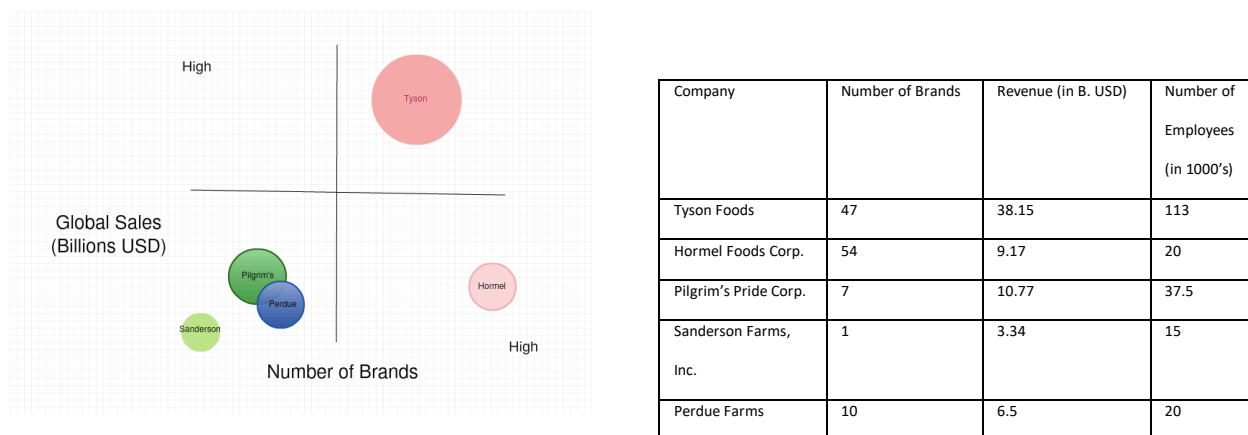 High
Tyson
Global Sales
(Billions USD)
Pilgrim's
Perdue
Sanderson
Hormel
High
Number of Brands
Company Number of Brands Revenue (in B. USD) Number of
Employees
(in 1000’s)
Tyson Foods 47 38.15 113
Hormel Foods Corp. 54 9.17 20
Pilgrim’s Pride Corp. 7 10.77 37.5
Sanderson Farms, 1 3.34 15
Inc.
Perdue Farms 10 6.5 20